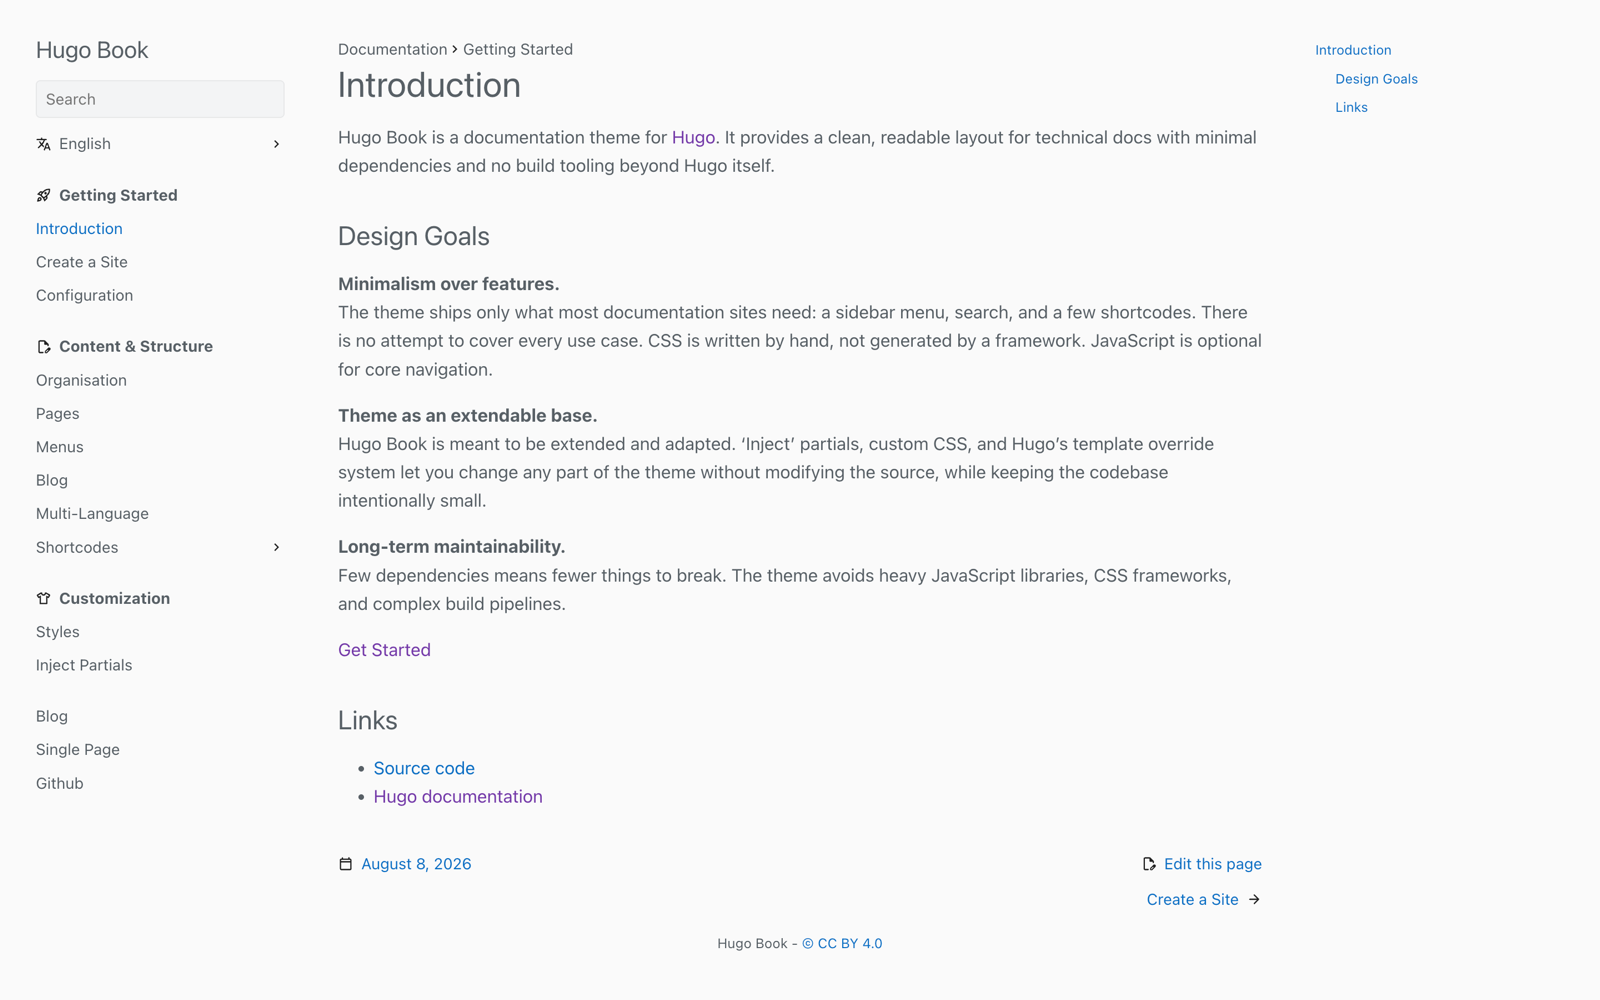 Hugo Book
Search
English
Getting Started
Introduction
Create a Site
Configuration
Content & Structure
Organisation
Pages
Menus
Blog
Multi-Language
Shortcodes
Customization
Styles
Inject Partials
Blog
Single Page
Github
Documentation › Getting Started
Introduction
Hugo Book is a documentation theme for Hugo. It provides a clean, readable layout for technical docs with minimal
dependencies and no build tooling beyond Hugo itself.
Design Goals
Minimalism over features.
The theme ships only what most documentation sites need: a sidebar menu, search, and a few shortcodes. There
is no attempt to cover every use case. CSS is written by hand, not generated by a framework. JavaScript is optional
for core navigation.
Theme as an extendable base.
Hugo Book is meant to be extended and adapted. ‘Inject’ partials, custom CSS, and Hugo’s template override
system let you change any part of the theme without modifying the source, while keeping the codebase
intentionally small.
Long-term maintainability.
Few dependencies means fewer things to break. The theme avoids heavy JavaScript libraries, CSS frameworks,
and complex build pipelines.
Get Started
Links
• Source code
• Hugo documentation
August 8, 2026
Edit this page
Create a Site →
Hugo Book - © CC BY 4.0
Introduction
Design Goals
Links